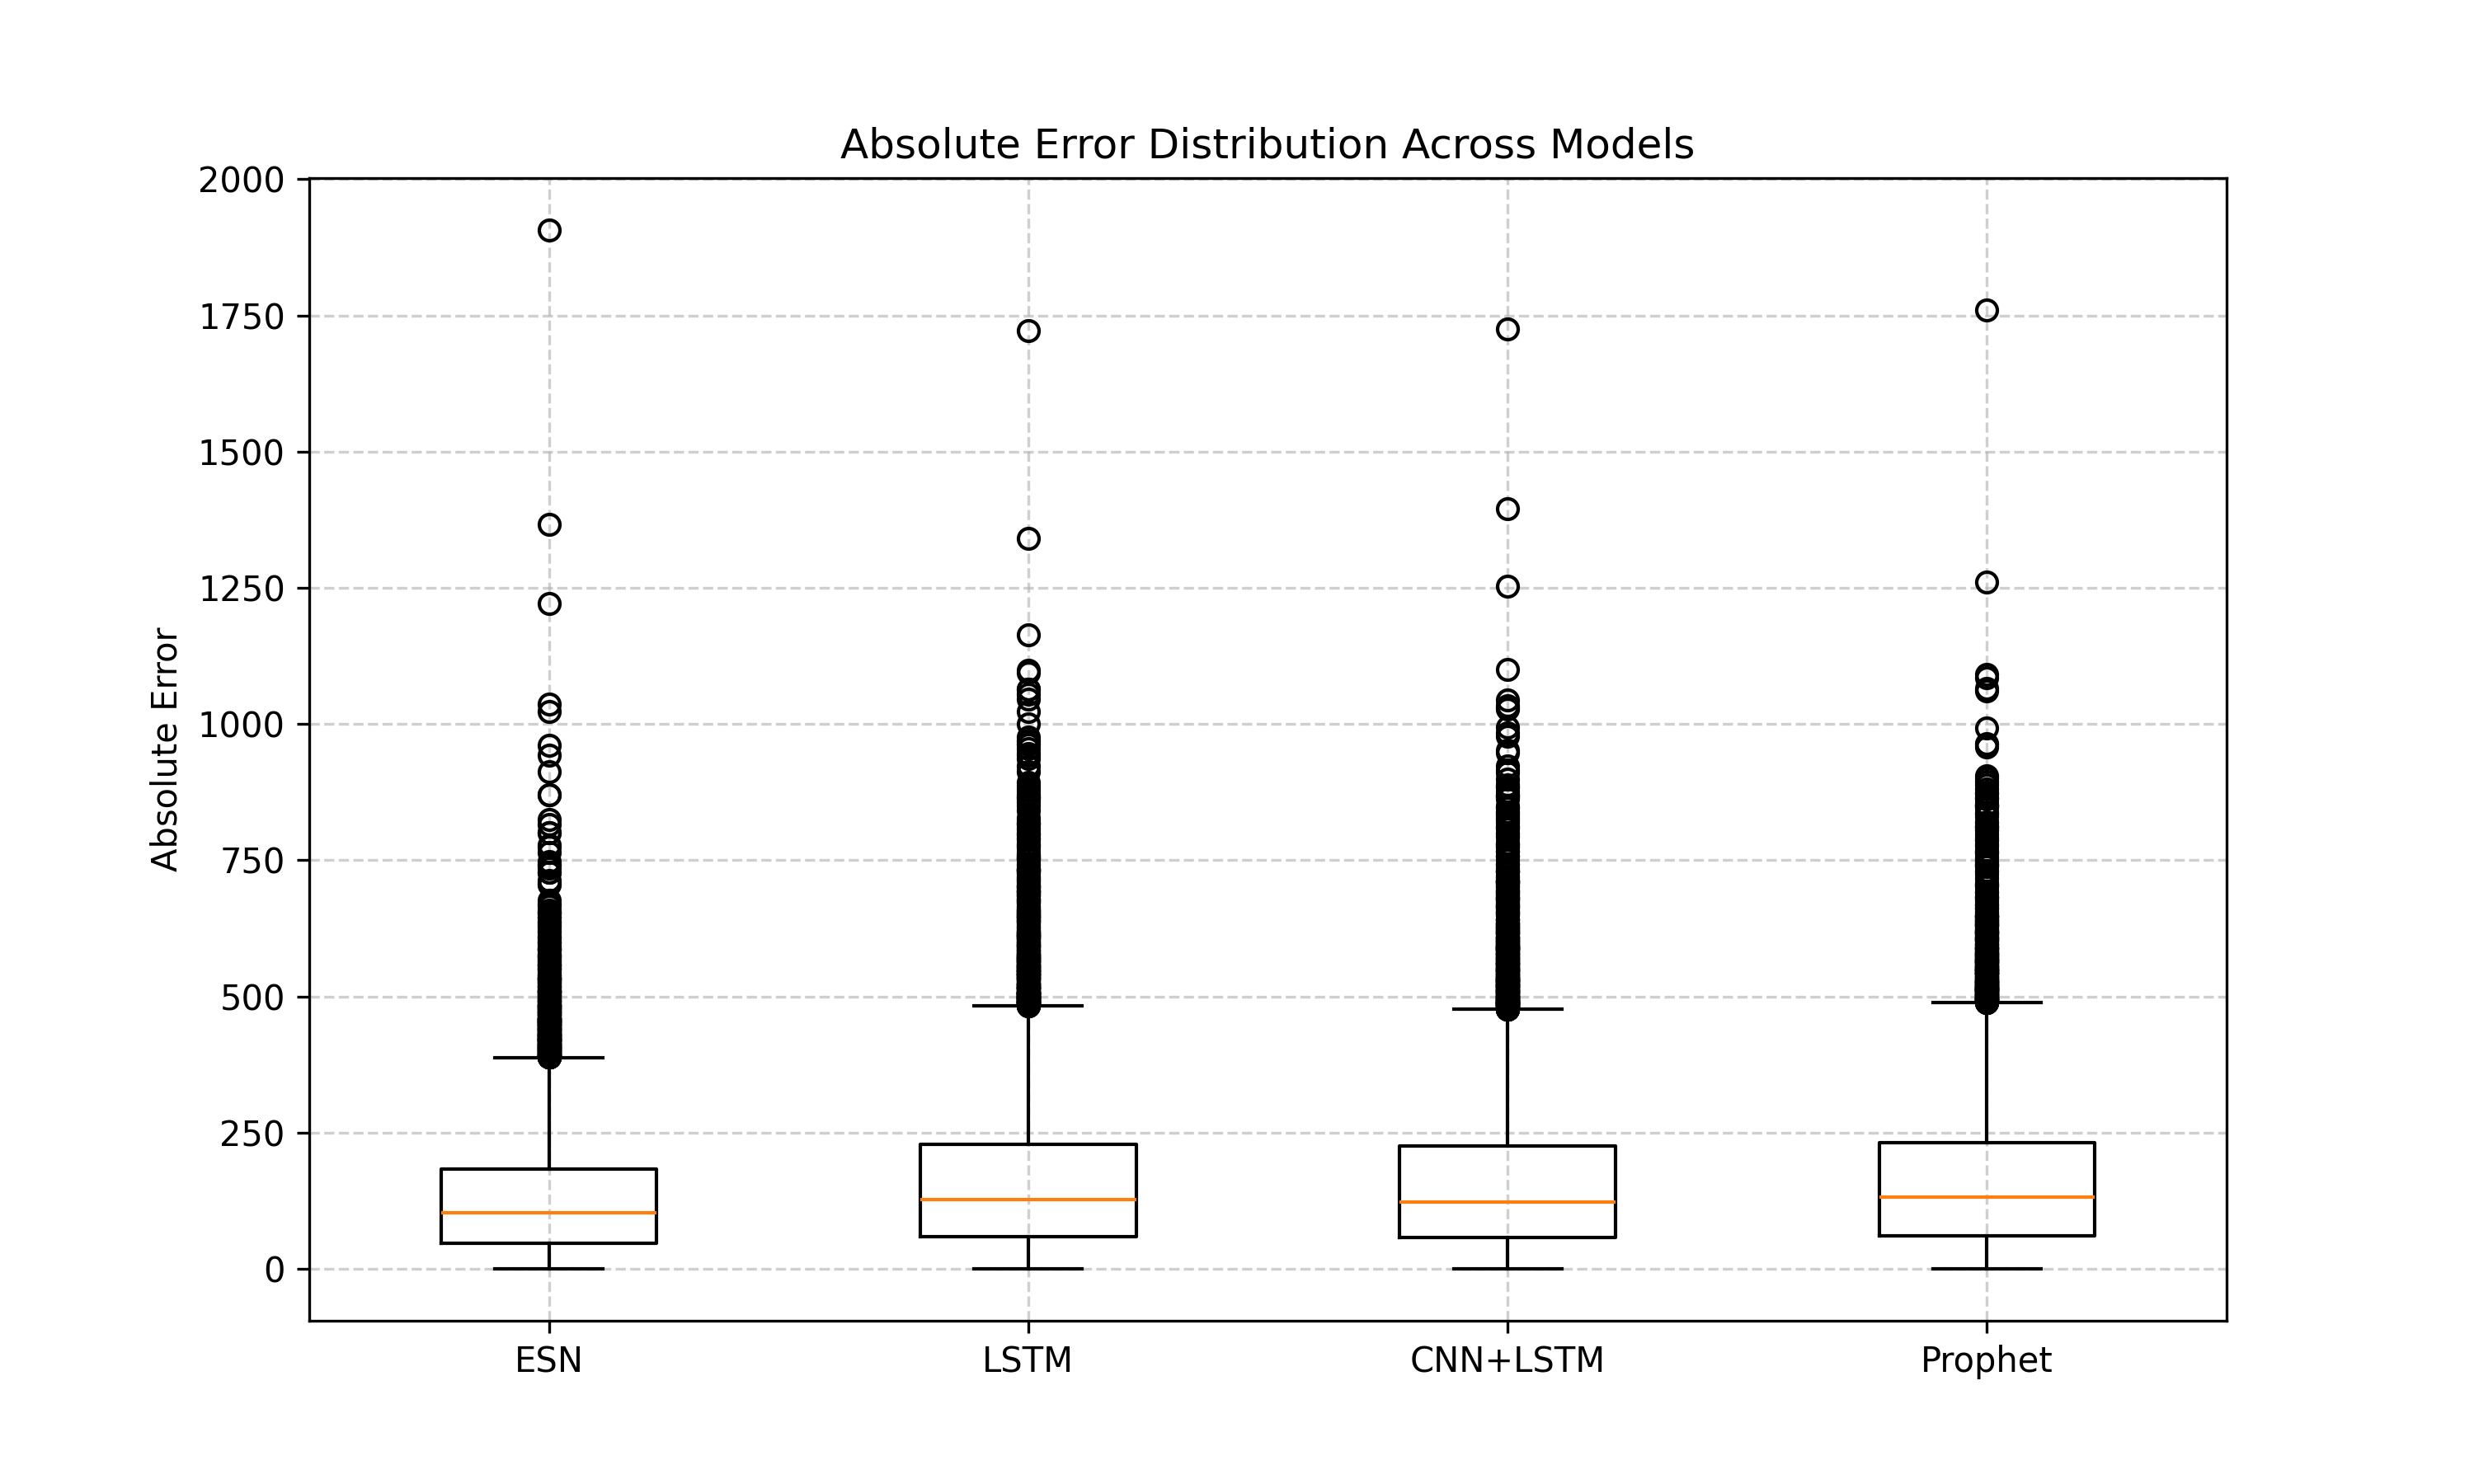 Absolute Error Distribution Across Models
2000
1750
1500
1250
1000
750
500
250
0
Absolute Error
ESN
LSTM
CNN+LSTM
Prophet